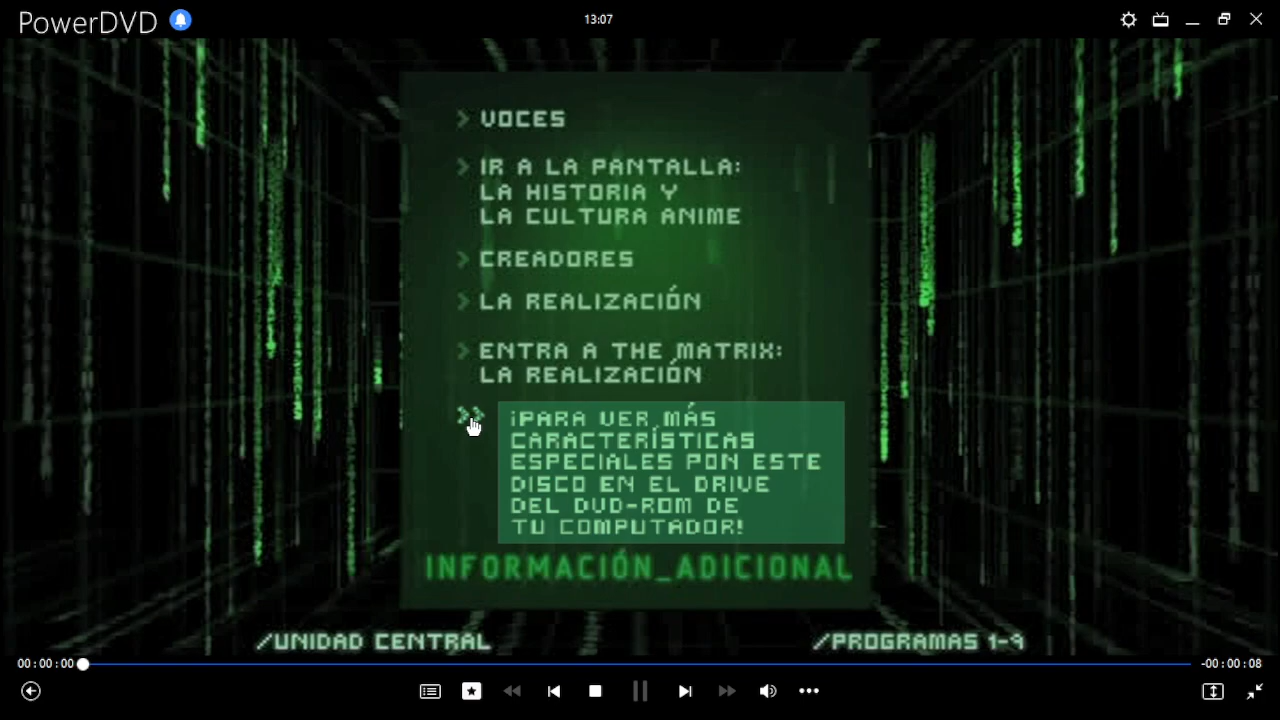 PowerDVD
13:07
> VOCES
> IR A LA PANTALLA:
LA HISTORIA Y
LA CULTURA ANIME
> CREADORES
> LA REALIZACIÓN
> ENTRA A THE MATRIX:
LA REALIZACIÓN
>> ¡PARA VER MÁS
CARACTERÍSTICAS
ESPECIALES PON ESTE
DISCO EN EL DRIVE
DEL DVD-ROM DE
TU COMPUTADOR!
INFORMACIÓN_ADICIONAL
/UNIDAD CENTRAL
/PROGRAMAS 1-9
00:00:00
-00:00:08